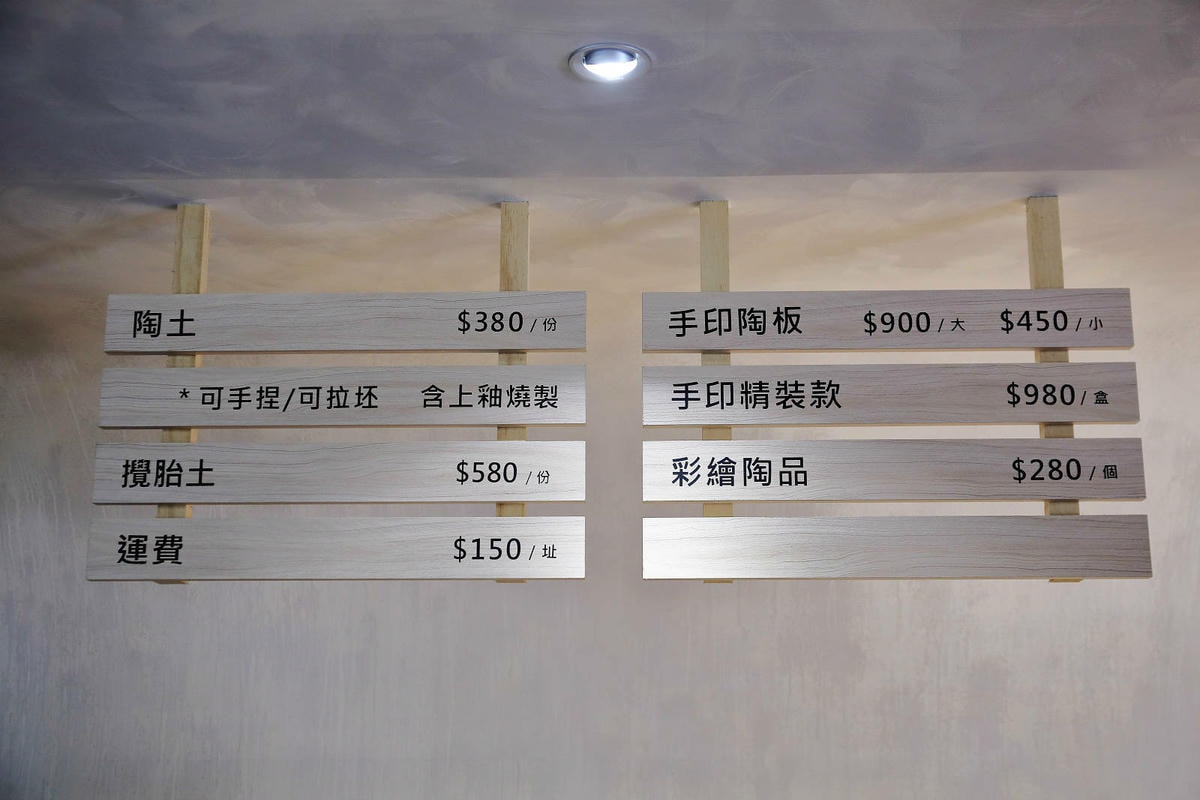 陶土 $380 / 份
* 可手捏/可拉坯 含上釉燒製
攪胎土 $580 / 份
運費 $150 / 址
手印陶板 $900 / 大 $450 / 小
手印精裝款 $980 / 盒
彩繪陶品 $280 / 個